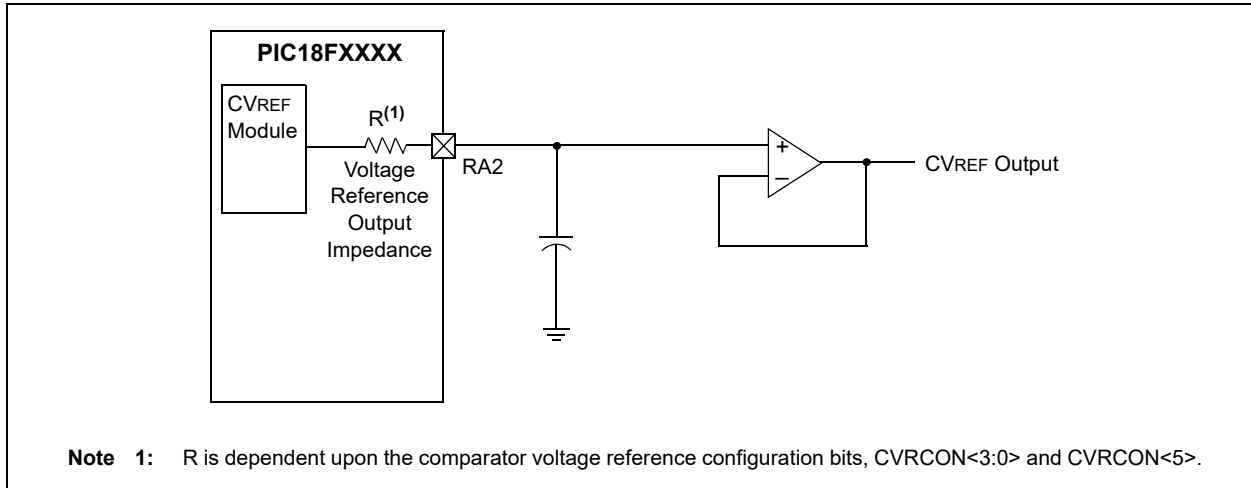 PIC18FXXXX
CVREF
Module
R(1)
Voltage
Reference
Output
Impedance
RA2
+
–
CVREF Output
Note 1: R is dependent upon the comparator voltage reference configuration bits, CVRCON<3:0> and CVRCON<5>.